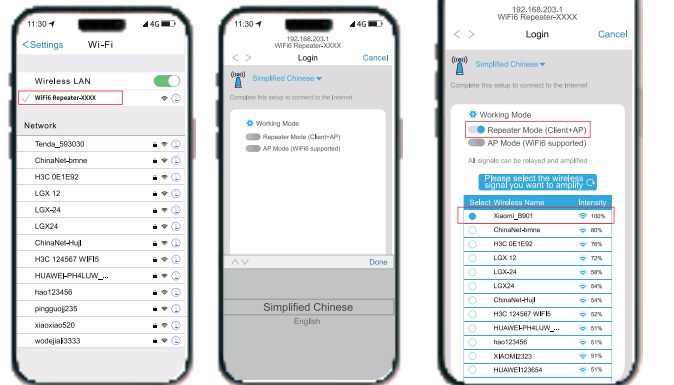 11:30
4G
<Settings
Wi-Fi
Wireless LAN
WiFi6 Repeater-XXXX
Network
Tenda_593030
ChinaNet-bmne
H3C 0E1E92
LGX 12
LGX-24
LGX24
ChinaNet-Huji
H3C 124567 WIFI5
HUAWEI-PH4LUW_...
hao123456
pingguojj235
xiaoxiao520
wodejia3333
11:30
4G
192.168.203.1
WiFi6 Repeater-XXXX
< >
Login
Cancel
Simplified Chinese
Complete this setup to connect to the Internet
Working Mode
Repeater Mode (Client+AP)
AP Mode (WiFi6 supported)
Done
Simplified Chinese
English
192.168.203.1
WiFi6 Repeater-XXXX
< >
Login
Cancel
Simplified Chinese
Complete this setup to connect to the Internet
Working Mode
Repeater Mode (Client+AP)
AP Mode (WiFi6 supported)
All signals can be relayed and amplified
Please select the wireless
signal you want to amplify
Select Wireless Name Intensity
Xiaomi_B901 100%
ChinaNet-bmne 80%
H3C 0E1E92 76%
LGX 12 72%
LGX-24 58%
LGX24 54%
ChinaNet-Huji 54%
H3C 124567 WIFI5 52%
HUAWEI-PH4LUW_... 51%
hao123456 51%
XIAOMI2323 51%
HUAWEI123654 51%